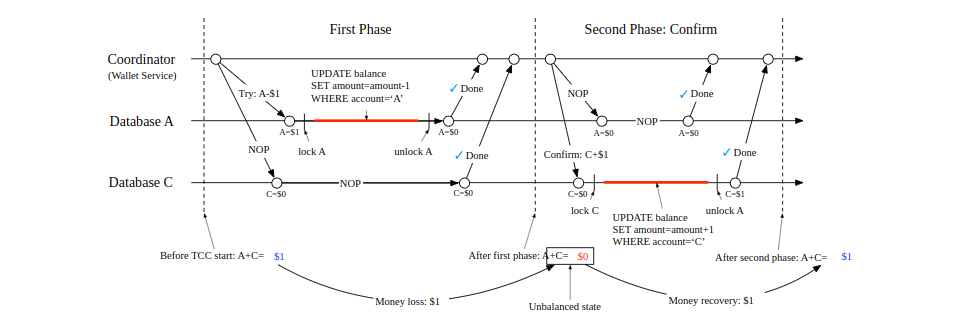 First Phase
Second Phase: Confirm
Coordinator
(Wallet Service)
UPDATE balance
SET amount=amount-1
WHERE account=‘A’
Try: A-$1
✓ Done
NOP
✓ Done
Database A
A=$1
lock A
unlock A
A=$0
A=$0
NOP
A=$0
NOP
✓ Done
Confirm: C+$1
✓ Done
Database C
C=$0
NOP
C=$0
C=$0
lock C
C=$1
unlock A
UPDATE balance
SET amount=amount+1
WHERE account=‘C’
Before TCC start: A+C= $1
After first phase: A+C= $0
After second phase: A+C= $1
Money loss: $1
Unbalanced state
Money recovery: $1